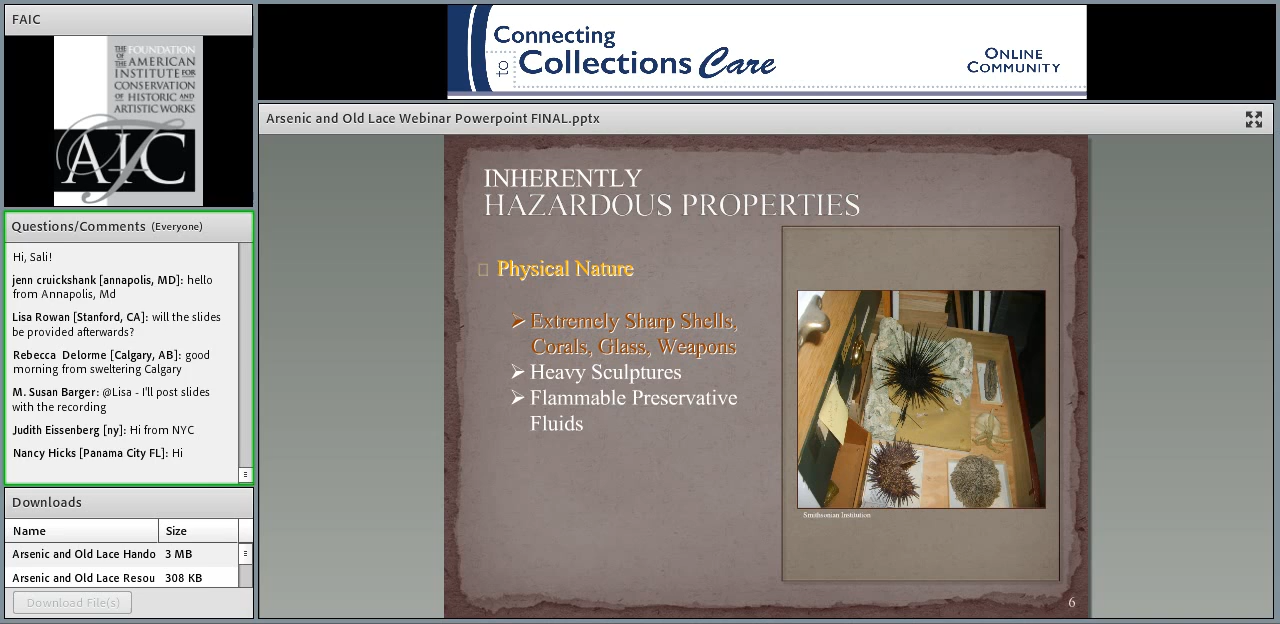 FAIC
THE FOUNDATION
OF THE AMERICAN
INSTITUTE FOR
CONSERVATION
OF HISTORIC AND
ARTISTIC WORKS
AIC
Connecting
to Collections Care
ONLINE
COMMUNITY
Questions/Comments (Everyone)
Hi, Sali!
jenn cruickshank [annapolis, MD]: hello
from Annapolis, Md
Lisa Rowan [Stanford, CA]: will the slides
be provided afterwards?
Rebecca Delorme [Calgary, AB]: good
morning from sweltering Calgary
M. Susan Barger: @Lisa - I'll post slides
with the recording
Judith Eissenberg [ny]: Hi from NYC
Nancy Hicks [Panama City FL]: Hi
Downloads
Name Size
Arsenic and Old Lace Hando 3 MB
Arsenic and Old Lace Resou 308 KB
Download File(s)
Arsenic and Old Lace Webinar Powerpoint FINAL.pptx
INHERENTLY
HAZARDOUS PROPERTIES
Physical Nature
➢ Extremely Sharp Shells,
Corals, Glass, Weapons
➢ Heavy Sculptures
➢ Flammable Preservative
Fluids
Smithsonian Institution
6